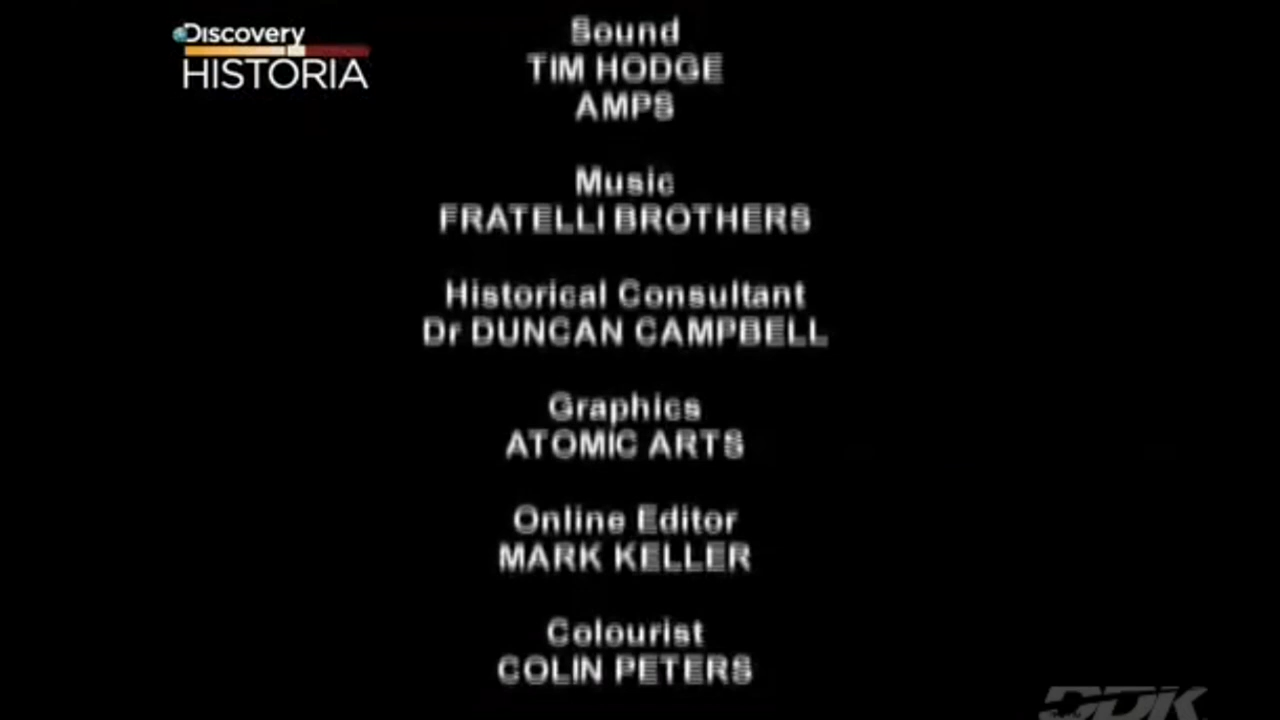 Discovery
HISTORIA
Sound
TIM HODGE
AMPS
Music
FRATELLI BROTHERS
Historical Consultant
Dr DUNCAN CAMPBELL
Graphics
ATOMIC ARTS
Online Editor
MARK KELLER
Colourist
COLIN PETERS